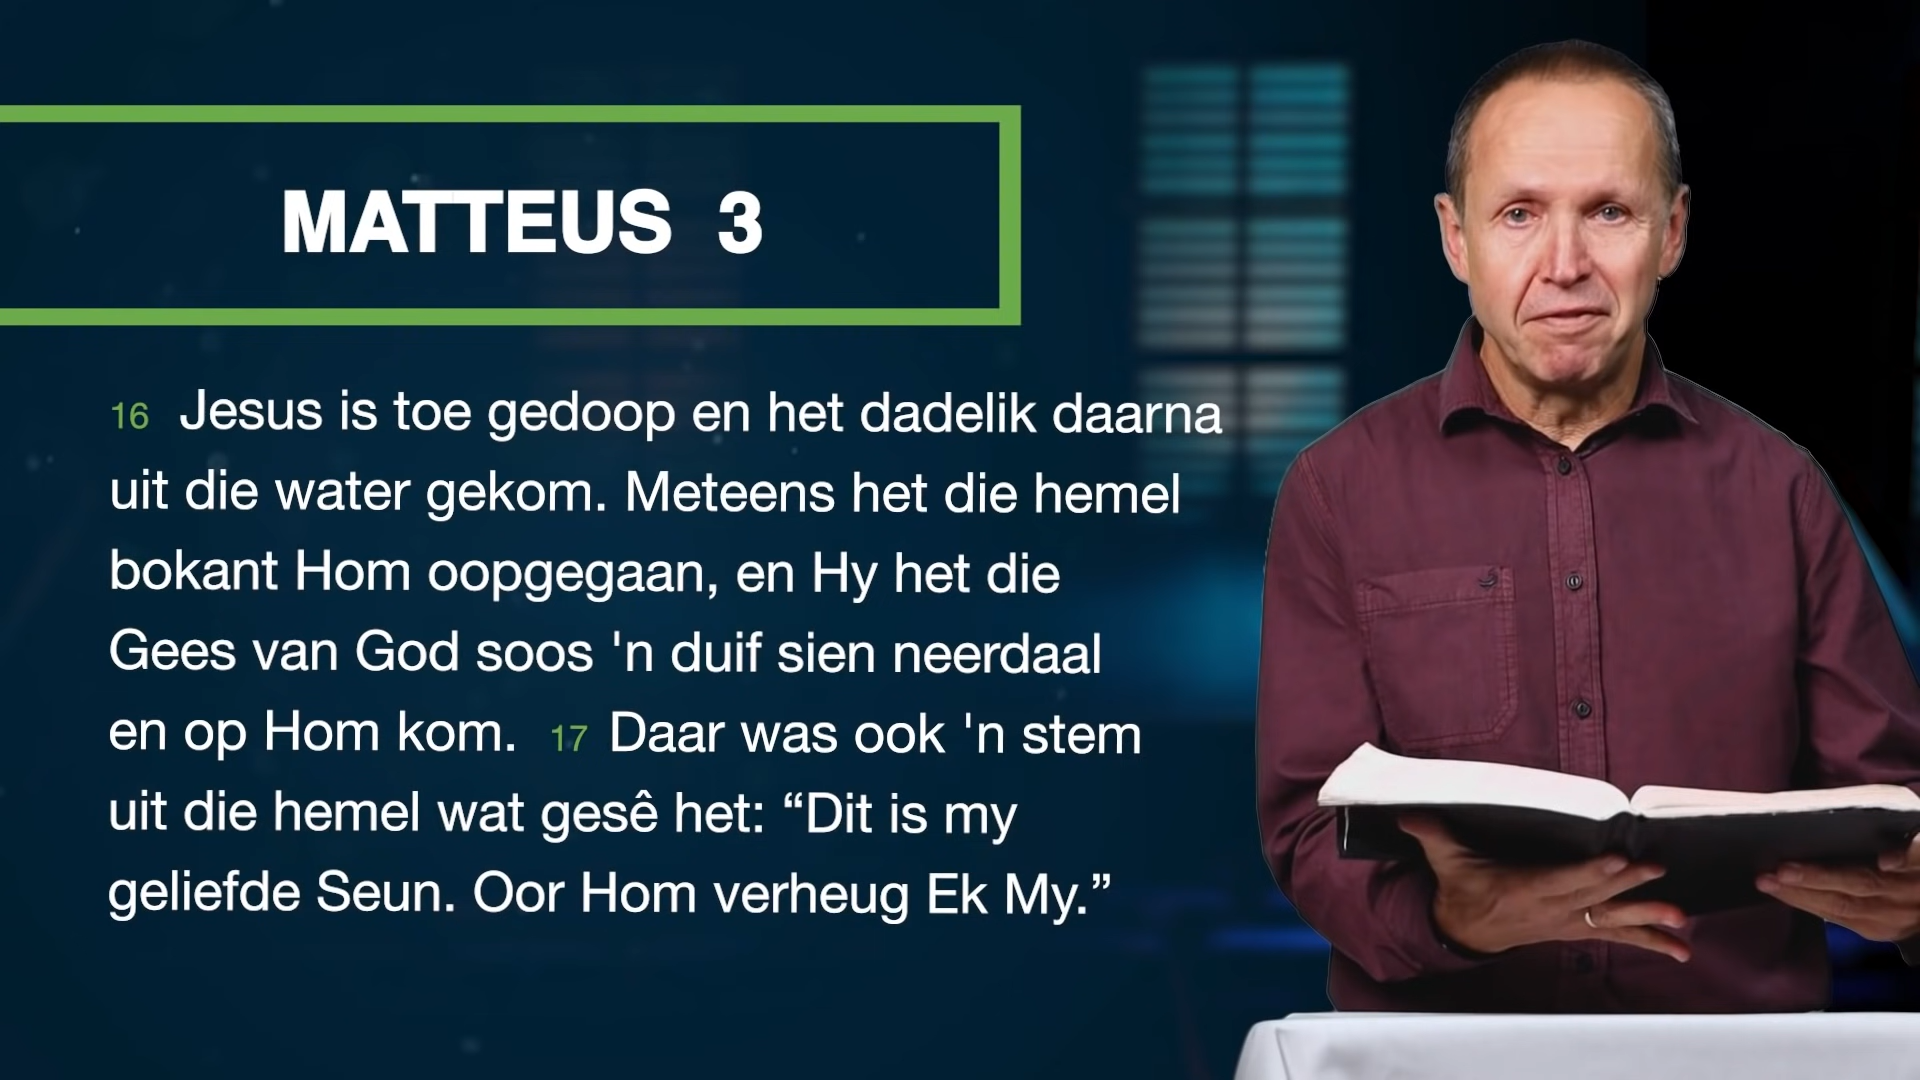 MATTEUS 3
16 Jesus is toe gedoop en het dadelik daarna
uit die water gekom. Meteens het die hemel
bokant Hom oopgegaan, en Hy het die
Gees van God soos 'n duif sien neerdaal
en op Hom kom. 17 Daar was ook 'n stem
uit die hemel wat gesê het: “Dit is my
geliefde Seun. Oor Hom verheug Ek My.”